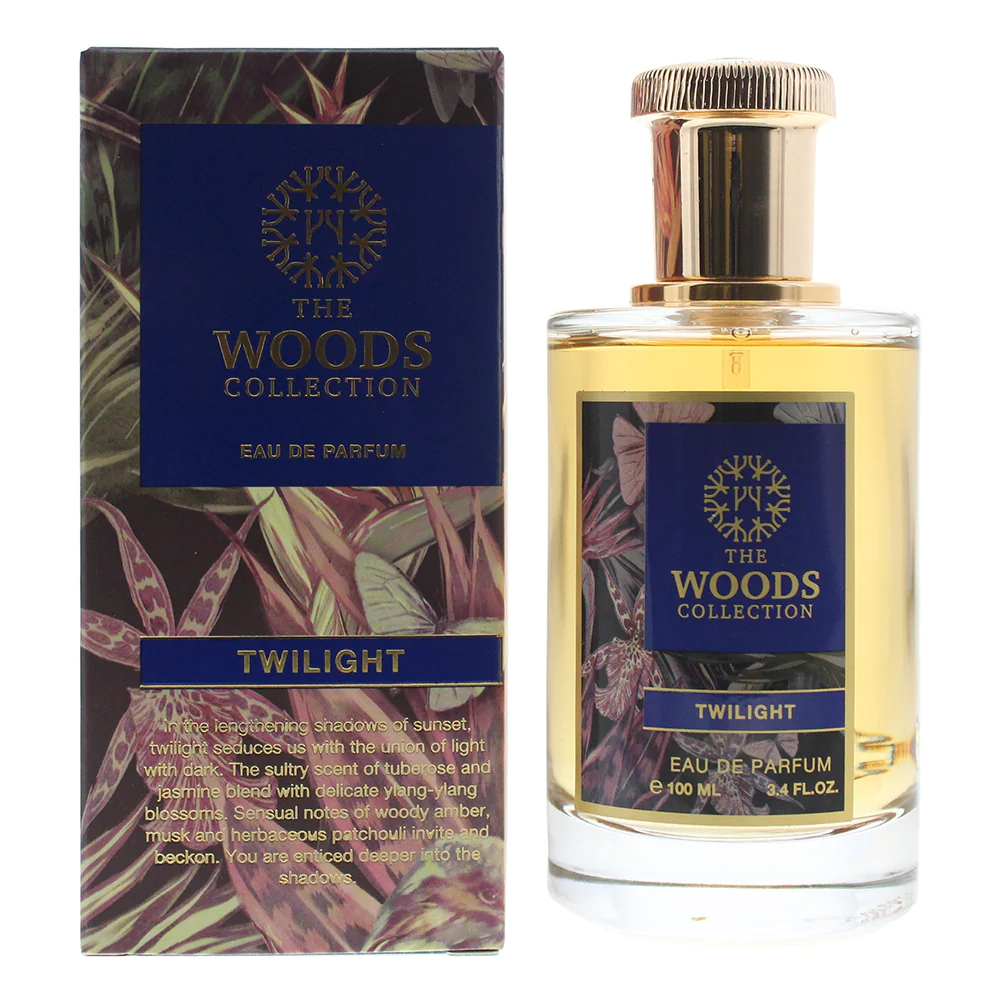 THE
WOODS
COLLECTION
EAU DE PARFUM
TWILIGHT
In the lengthening shadows of sunset,
twilight seduces us with the union of light
with dark. The sultry scent of tuberose and
jasmine blend with delicate ylang-ylang
blossoms. Sensual notes of woody amber,
musk and herbaceous patchouli invite and
beckon. You are enticed deeper into the
shadows.
THE
WOODS
COLLECTION
TWILIGHT
EAU DE PARFUM
e 100 ML 3.4 FL.OZ.